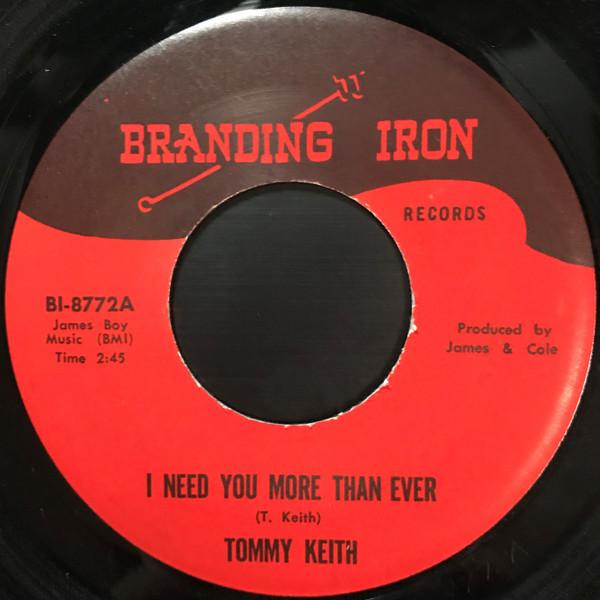 BRANDING IRON
RECORDS
BI-8772A
James Boy
Music (BMI)
Time 2:45
Produced by
James & Cole
I NEED YOU MORE THAN EVER
(T. Keith)
TOMMY KEITH